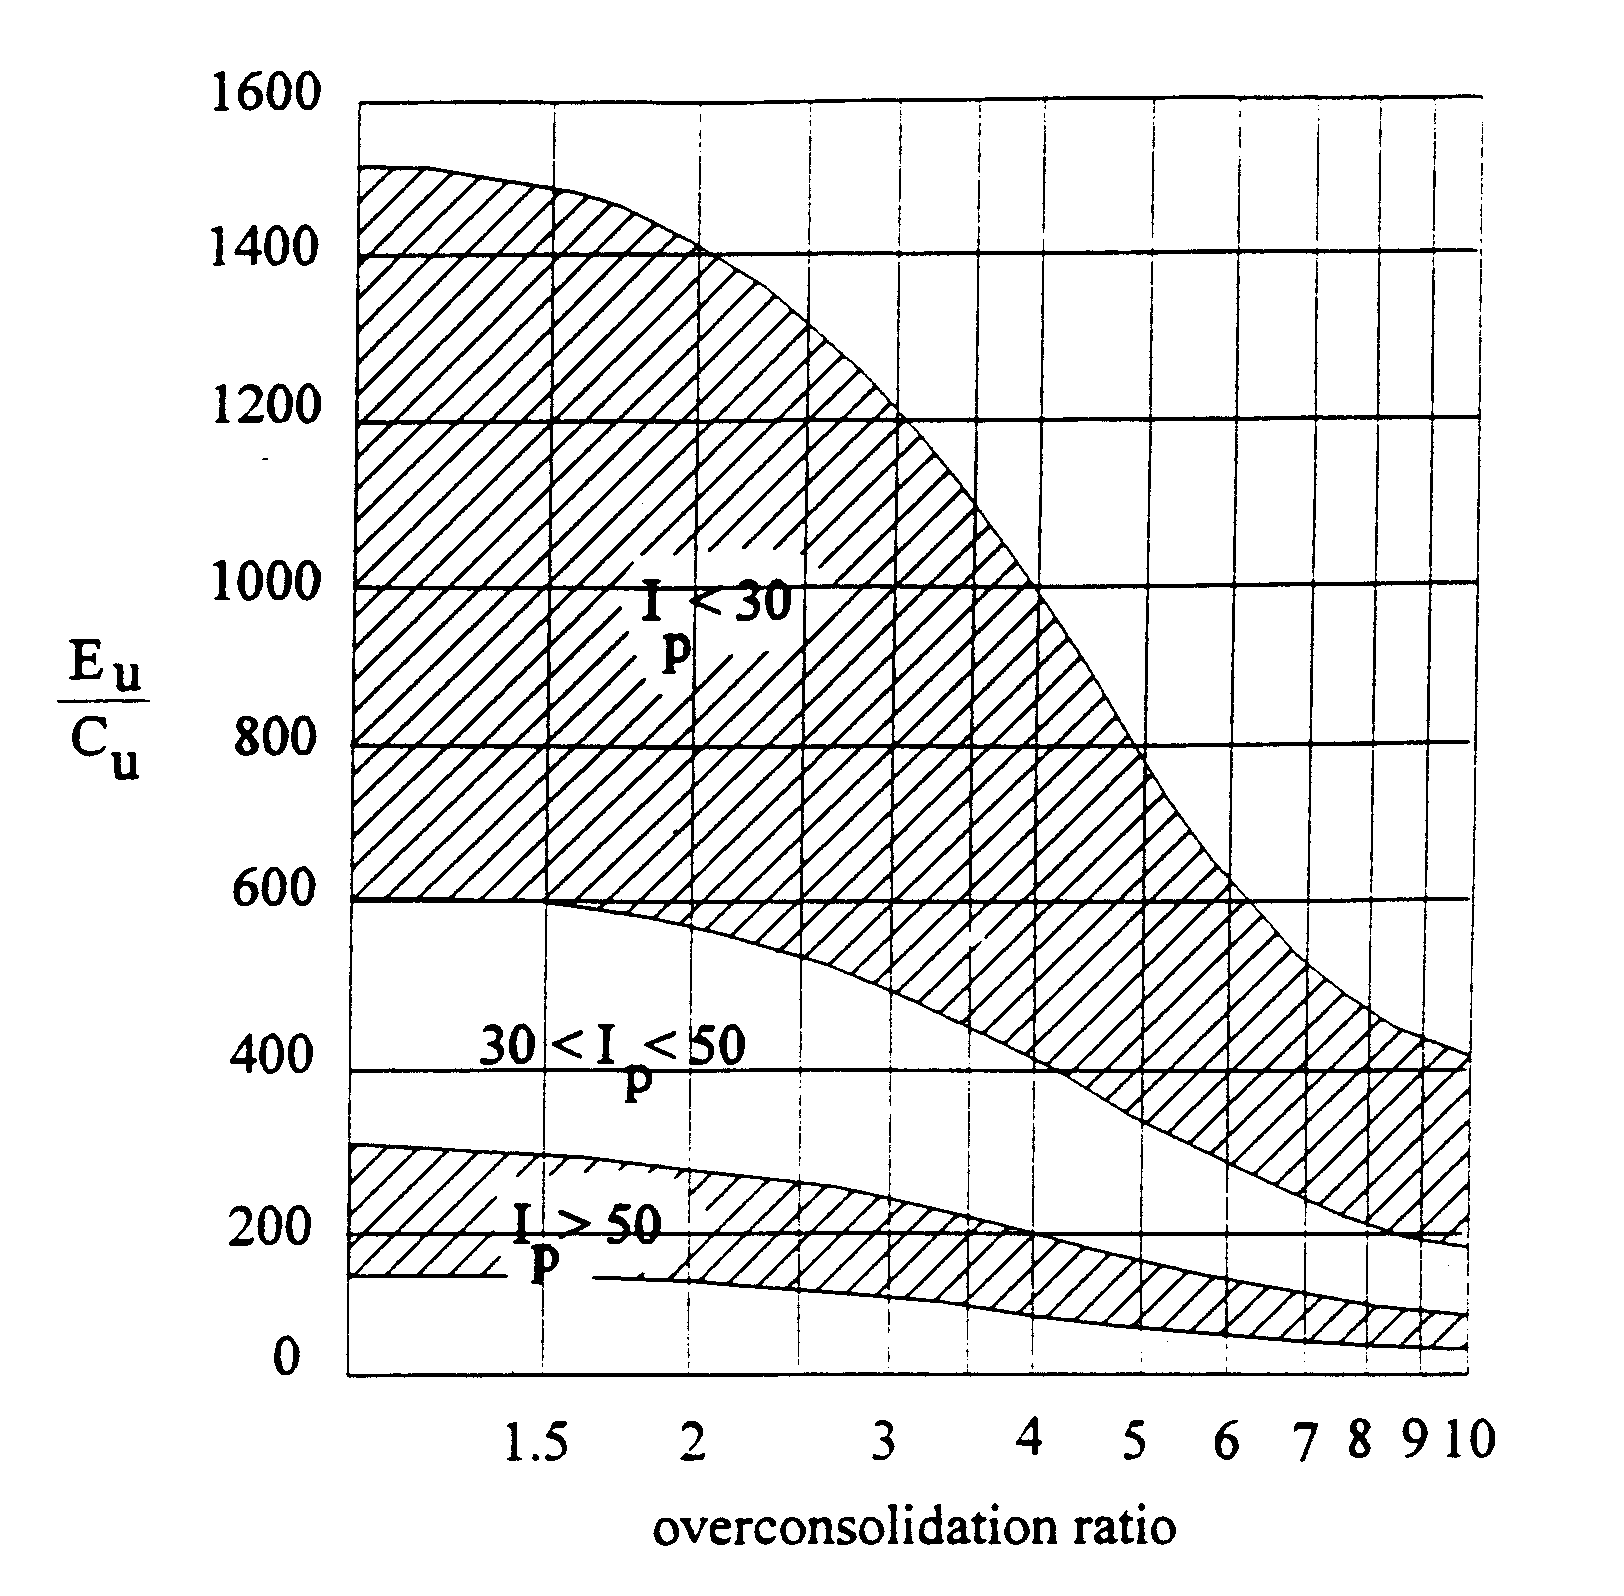 1600
1400
1200
1000
800
600
400
200
0
Eu
Cu
Ip < 30
30 < Ip < 50
Ip > 50
1.5 2 3 4 5 6 7 8 9 10
overconsolidation ratio